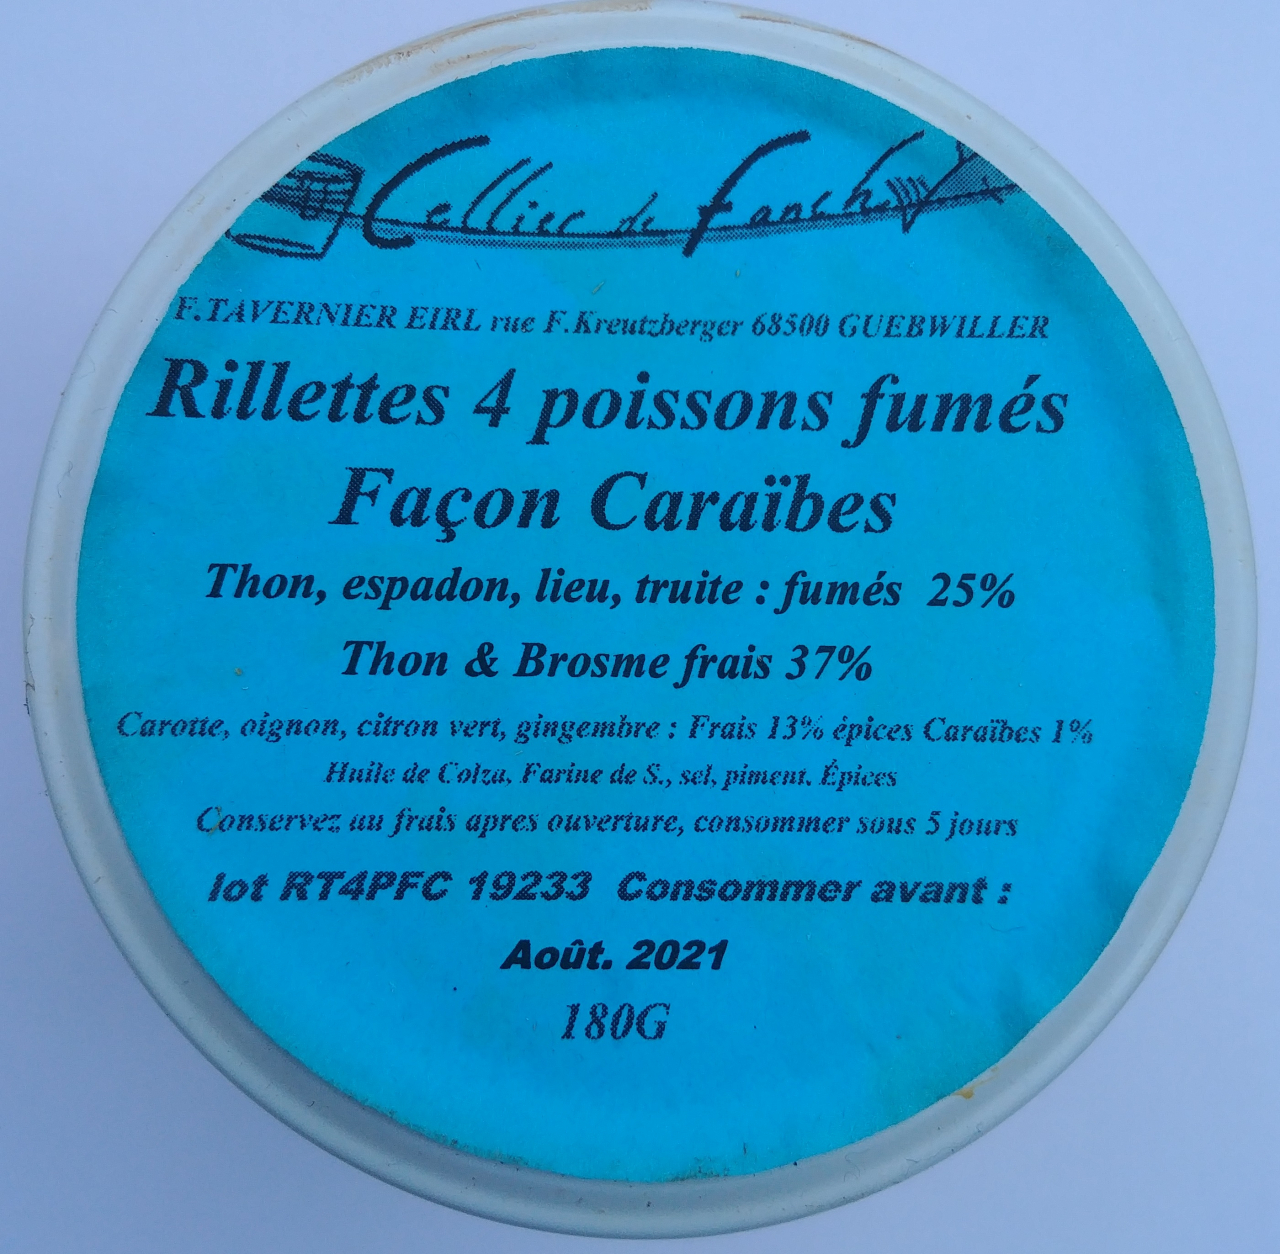 Cellier de Fanch
F.TAVERNIER EIRL rue F.Kreutzberger 68500 GUEBWILLER
Rillettes 4 poissons fumés
Façon Caraïbes
Thon, espadon, lieu, truite : fumés 25%
Thon & Brosme frais 37%
Carotte, oignon, citron vert, gingembre : Frais 13% épices Caraïbes 1%
Huile de Colza, Farine de S., sel, piment. Épices
Conservez au frais apres ouverture, consommer sous 5 jours
lot RT4PFC 19233 Consommer avant :
Août. 2021
180G